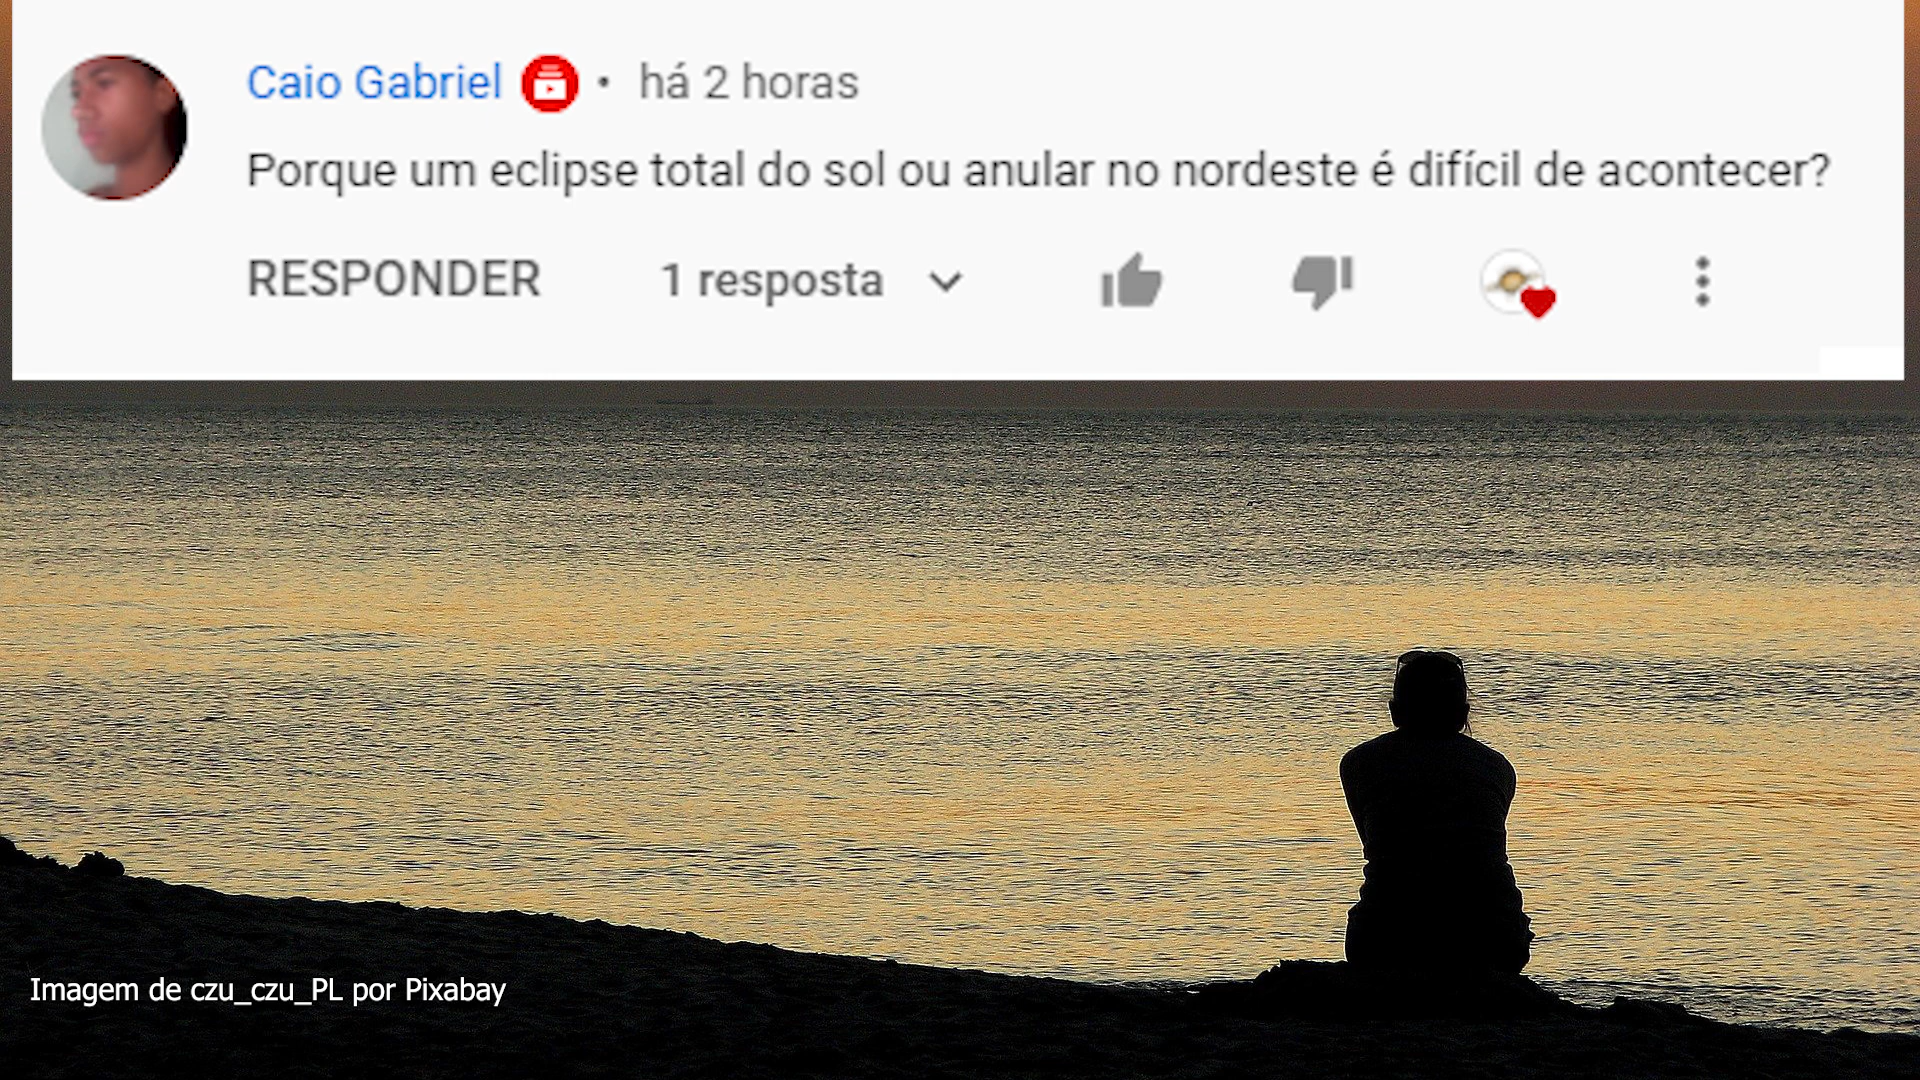 Caio Gabriel • há 2 horas
Porque um eclipse total do sol ou anular no nordeste é difícil de acontecer?
RESPONDER 1 resposta
Imagem de czu_czu_PL por Pixabay